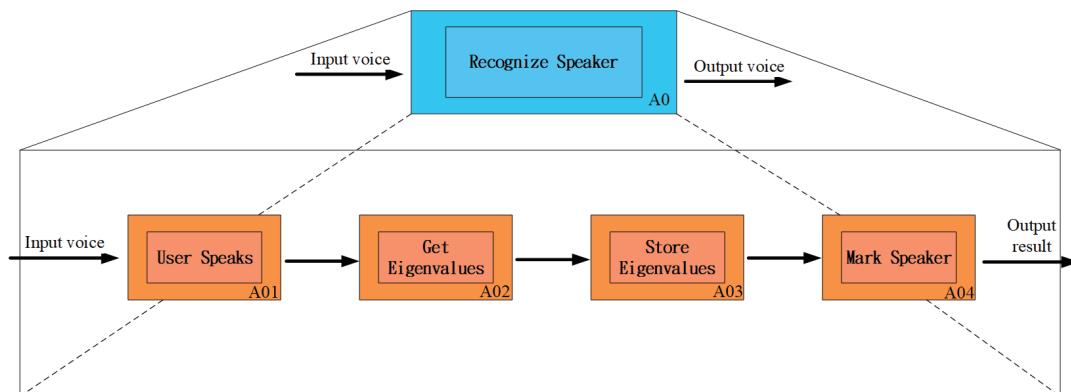 Input voice
Recognize Speaker
Output voice
A0
Input voice
User Speaks
A01
Get
Eigenvalues
A02
Store
Eigenvalues
A03
Mark Speaker
A04
Output
result